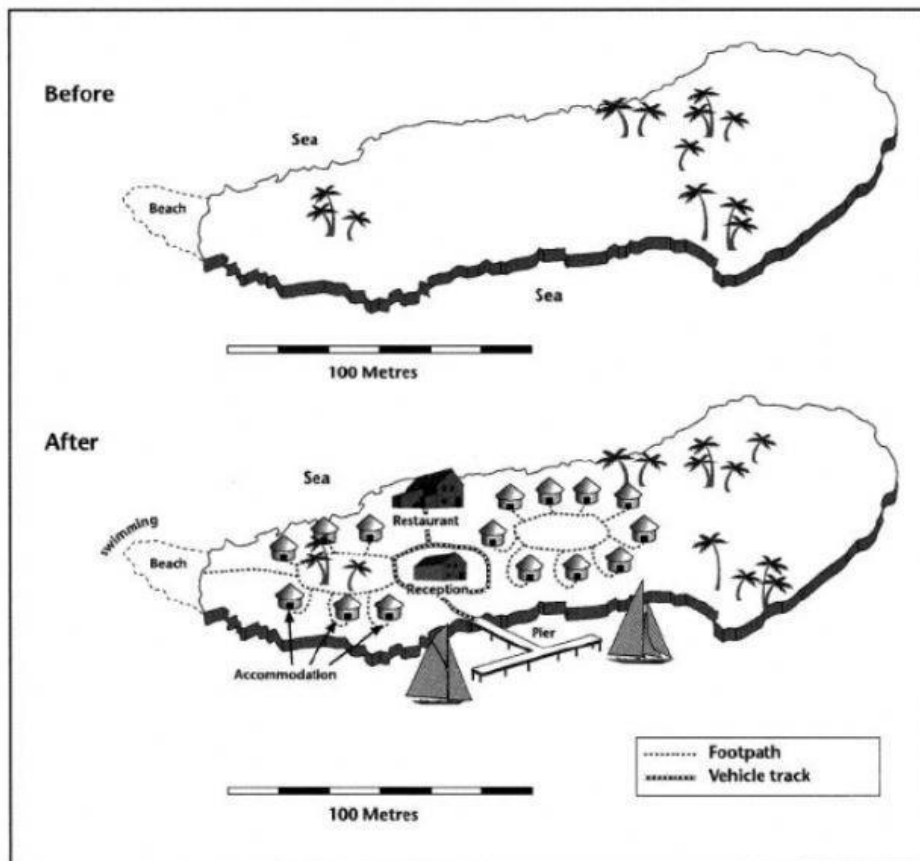 Before
Sea
Beach
Sea
100 Metres
After
Sea
swimming
Restaurant
Beach
Reception
Pier
Accommodation
Footpath
Vehicle track
100 Metres